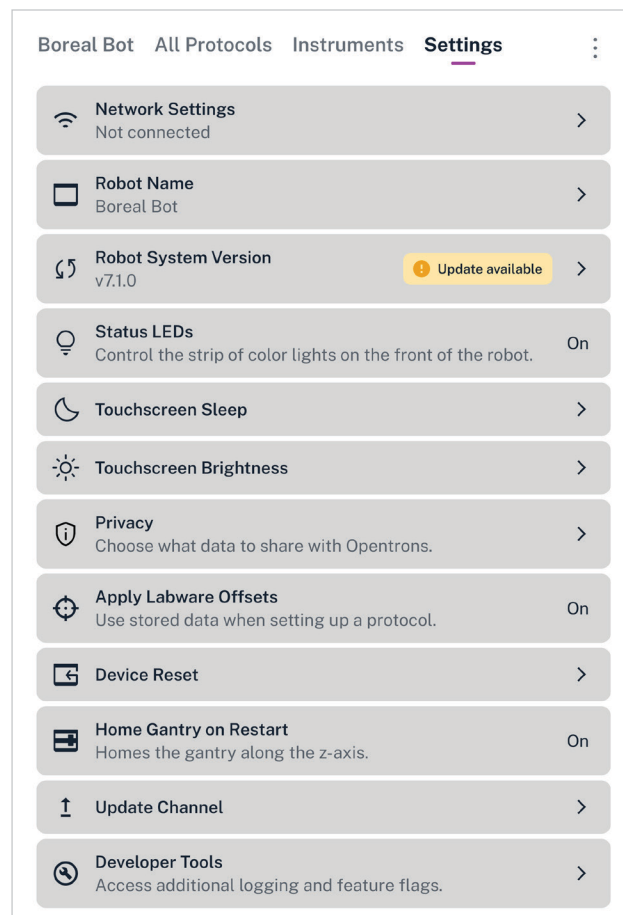 Boreal Bot All Protocols Instruments Settings
Network Settings
Not connected
Robot Name
Boreal Bot
Robot System Version
v7.1.0
Update available
Status LEDs
Control the strip of color lights on the front of the robot.
On
Touchscreen Sleep
Touchscreen Brightness
Privacy
Choose what data to share with Opentrons.
Apply Labware Offsets
Use stored data when setting up a protocol.
On
Device Reset
Home Gantry on Restart
Homes the gantry along the z-axis.
On
Update Channel
Developer Tools
Access additional logging and feature flags.